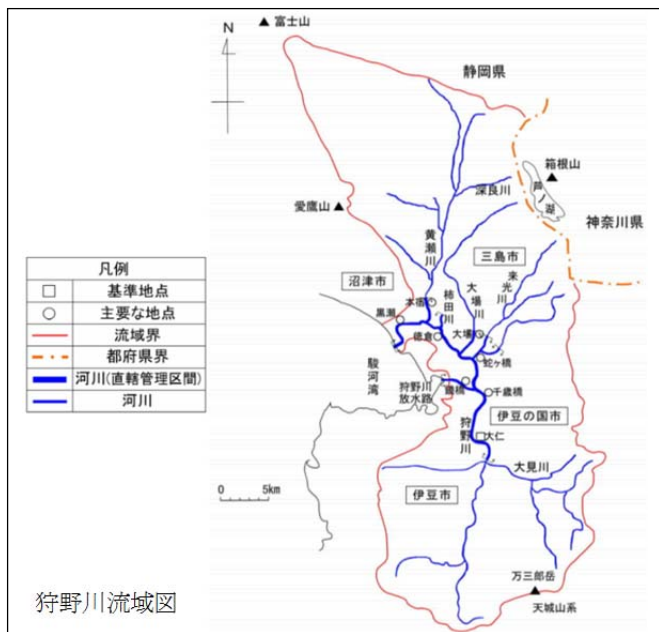 富士山
N
静岡県
箱根山
芦ノ湖
深良川
愛鷹山
神奈川県
黄瀬川
三島市
来光川
沼津市
柿田川
大場川
本宿
黒瀬
大場
徳倉
蛇ヶ橋
駿河湾
狩野川
放水路
千歳橋
伊豆の国市
狩野川
大仁
大見川
0 5km
伊豆市
万三郎岳
天城山系
凡例
基準地点
主要な地点
流域界
都府県界
河川(直轄管理区間)
河川
狩野川流域図